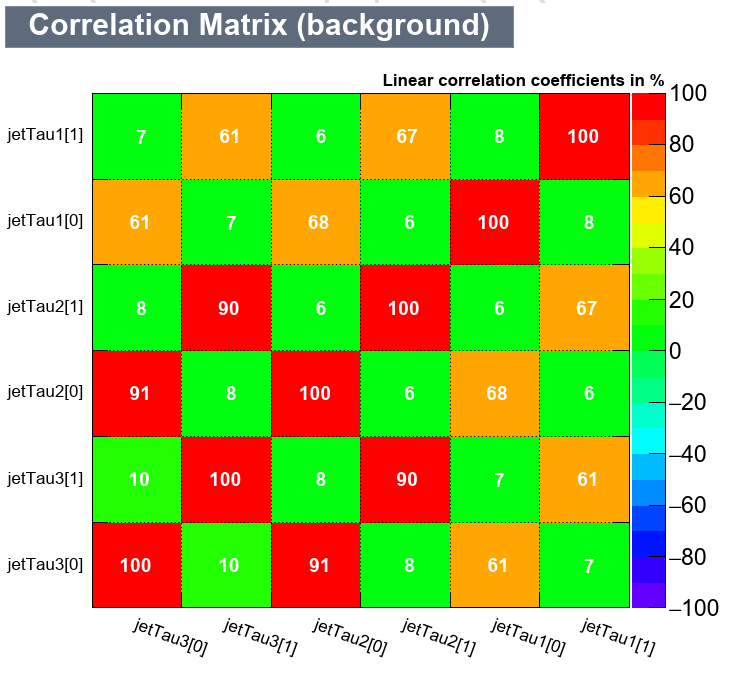 Correlation Matrix (background)
Linear correlation coefficients in %
jetTau1[1] 7 61 6 67 8 100
jetTau1[0] 61 7 68 6 100 8
jetTau2[1] 8 90 6 100 6 67
jetTau2[0] 91 8 100 6 68 6
jetTau3[1] 10 100 8 90 7 61
jetTau3[0] 100 10 91 8 61 7
jetTau3[0] jetTau3[1] jetTau2[0] jetTau2[1] jetTau1[0] jetTau1[1]
100
80
60
40
20
0
−20
−40
−60
−80
−100